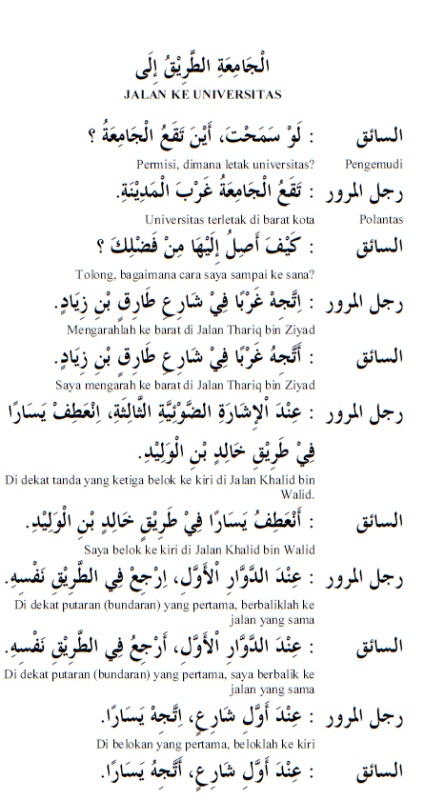 الْجَامِعَةِ الطَّرِيْقُ إِلَى
JALAN KE UNIVERSITAS
السائق : لَوْ سَمَحْتَ، أَيْنَ تَقَعُ الْجَامِعَةُ ؟
Pengemudi Permisi, dimana letak universitas?
رجل المرور : تَقَعُ الْجَامِعَةُ غَرْبَ الْمَدِيْنَةِ.
Polantas Universitas terletak di barat kota
السائق : كَيْفَ أَصِلُ إِلَيْهَا مِنْ فَضْلِكَ ؟
Tolong, bagaimana cara saya sampai ke sana?
رجل المرور : اِتَّجِهْ غَرْبًا فِيْ شَارِعِ طَارِقِ بْنِ زِيَادٍ.
Mengarahlah ke barat di Jalan Thariq bin Ziyad
السائق : أَتَّجِهُ غَرْبًا فِيْ شَارِعِ طَارِقِ بْنِ زِيَادٍ.
Saya mengarah ke barat di Jalan Thariq bin Ziyad
رجل المرور : عِنْدَ الْإِشَارَةِ الضَّوْئِيَّةِ الثَّالِثَةِ، اِنْعَطِفْ يَسَارًا
فِيْ طَرِيْقِ خَالِدِ بْنِ الْوَلِيْدِ.
Di dekat tanda yang ketiga belok ke kiri di Jalan Khalid bin
Walid.
السائق : أَنْعَطِفُ يَسَارًا فِيْ طَرِيْقِ خَالِدِ بْنِ الْوَلِيْدِ.
Saya belok ke kiri di Jalan Khalid bin Walid
رجل المرور : عِنْدَ الدَّوَّارِ الْأَوَّلِ، اِرْجِعْ فِي الطَّرِيْقِ نَفْسِهِ.
Di dekat putaran (bundaran) yang pertama, berbaliklah ke
jalan yang sama
السائق : عِنْدَ الدَّوَّارِ الْأَوَّلِ، أَرْجِعُ فِي الطَّرِيْقِ نَفْسِهِ.
Di dekat putaran (bundaran) yang pertama, saya berbalik ke
jalan yang sama
رجل المرور : عِنْدَ أَوَّلِ شَارِعٍ، اِتَّجِهْ يَسَارًا.
Di belokan yang pertama, beloklah ke kiri
السائق : عِنْدَ أَوَّلِ شَارِعٍ، أَتَّجِهُ يَسَارًا.